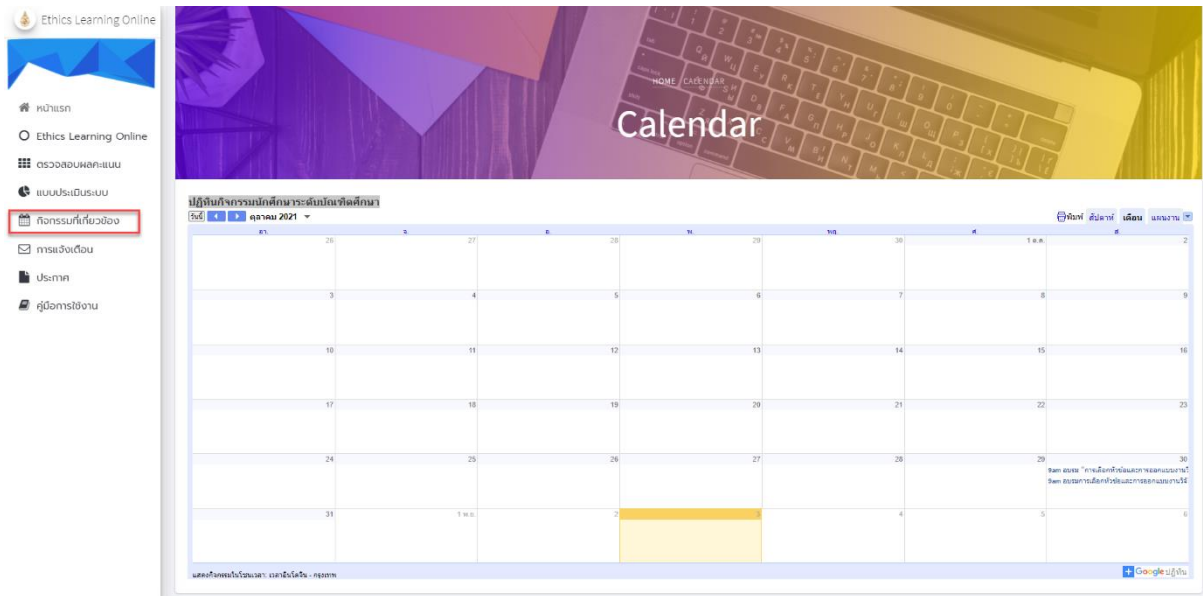 Ethics Learning Online
หน้าแรก
Ethics Learning Online
ตรวจสอบผลคะแนน
แบบประเมินระบบ
กิจกรรมที่เกี่ยวข้อง
การแจ้งเตือน
ประกาศ
คู่มือการใช้งาน
HOME / CALENDAR
Calendar
ปฏิทินกิจกรรมนักศึกษาระดับบัณฑิตศึกษา
วันนี้ ตุลาคม 2021 พิมพ์ สัปดาห์ เดือน แผนงาน
อา. จ. อ. พ. พฤ. ศ. ส.
26 27 28 29 30 1 ต.ค. 2
3 4 5 6 7 8 9
10 11 12 13 14 15 16
17 18 19 20 21 22 23
24 25 26 27 28 29 30
9am อบรม "การเลือกหัวข้อและการออกแบบงานวิ
9am อบรมการเลือกหัวข้อและการออกแบบงานวิจั
31 1 พ.ย. 2 3 4 5 6
แสดงกิจกรรมในโซนเวลา: เวลาอินโดจีน - กรุงเทพ
Google ปฏิทิน